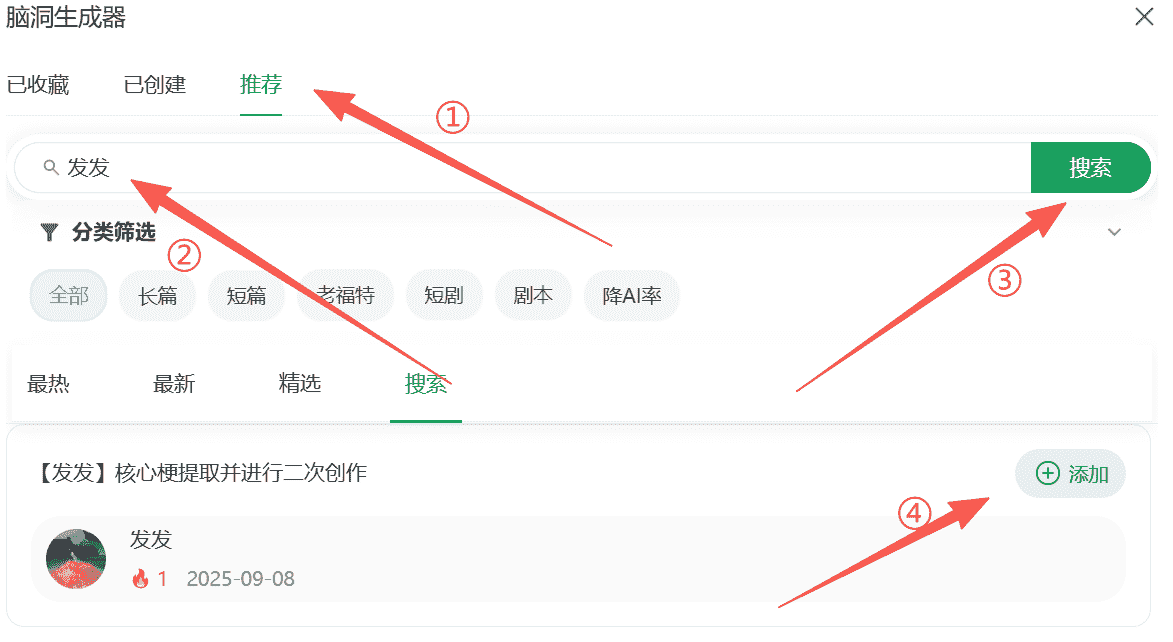 脑洞生成器
已收藏 已创建 推荐
①
发发 搜索
分类筛选
②
③
全部 长篇 短篇 老福特 短剧 剧本 降AI率
最热 最新 精选 搜索
【发发】核心梗提取并进行二次创作 添加
④
发发
1 2025-09-08